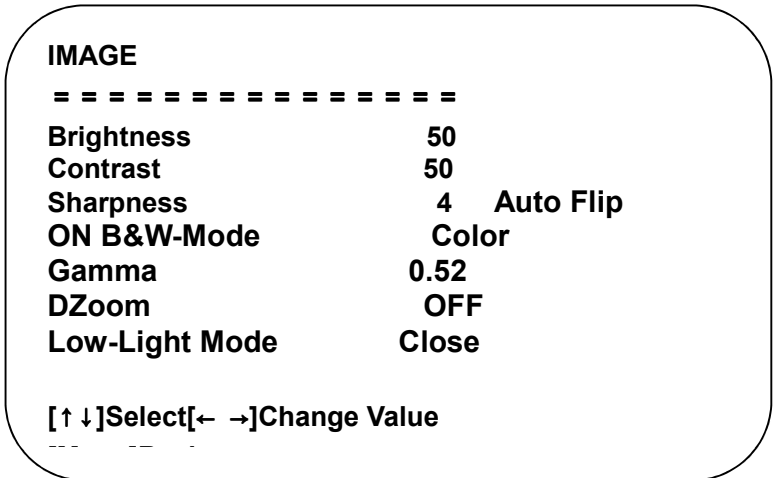 IMAGE
= = = = = = = = = = = = = = =
Brightness 50
Contrast 50
Sharpness 4 Auto Flip
ON B&W-Mode Color
Gamma 0.52
DZoom OFF
Low-Light Mode Close
[↑↓]Select[← →]Change Value